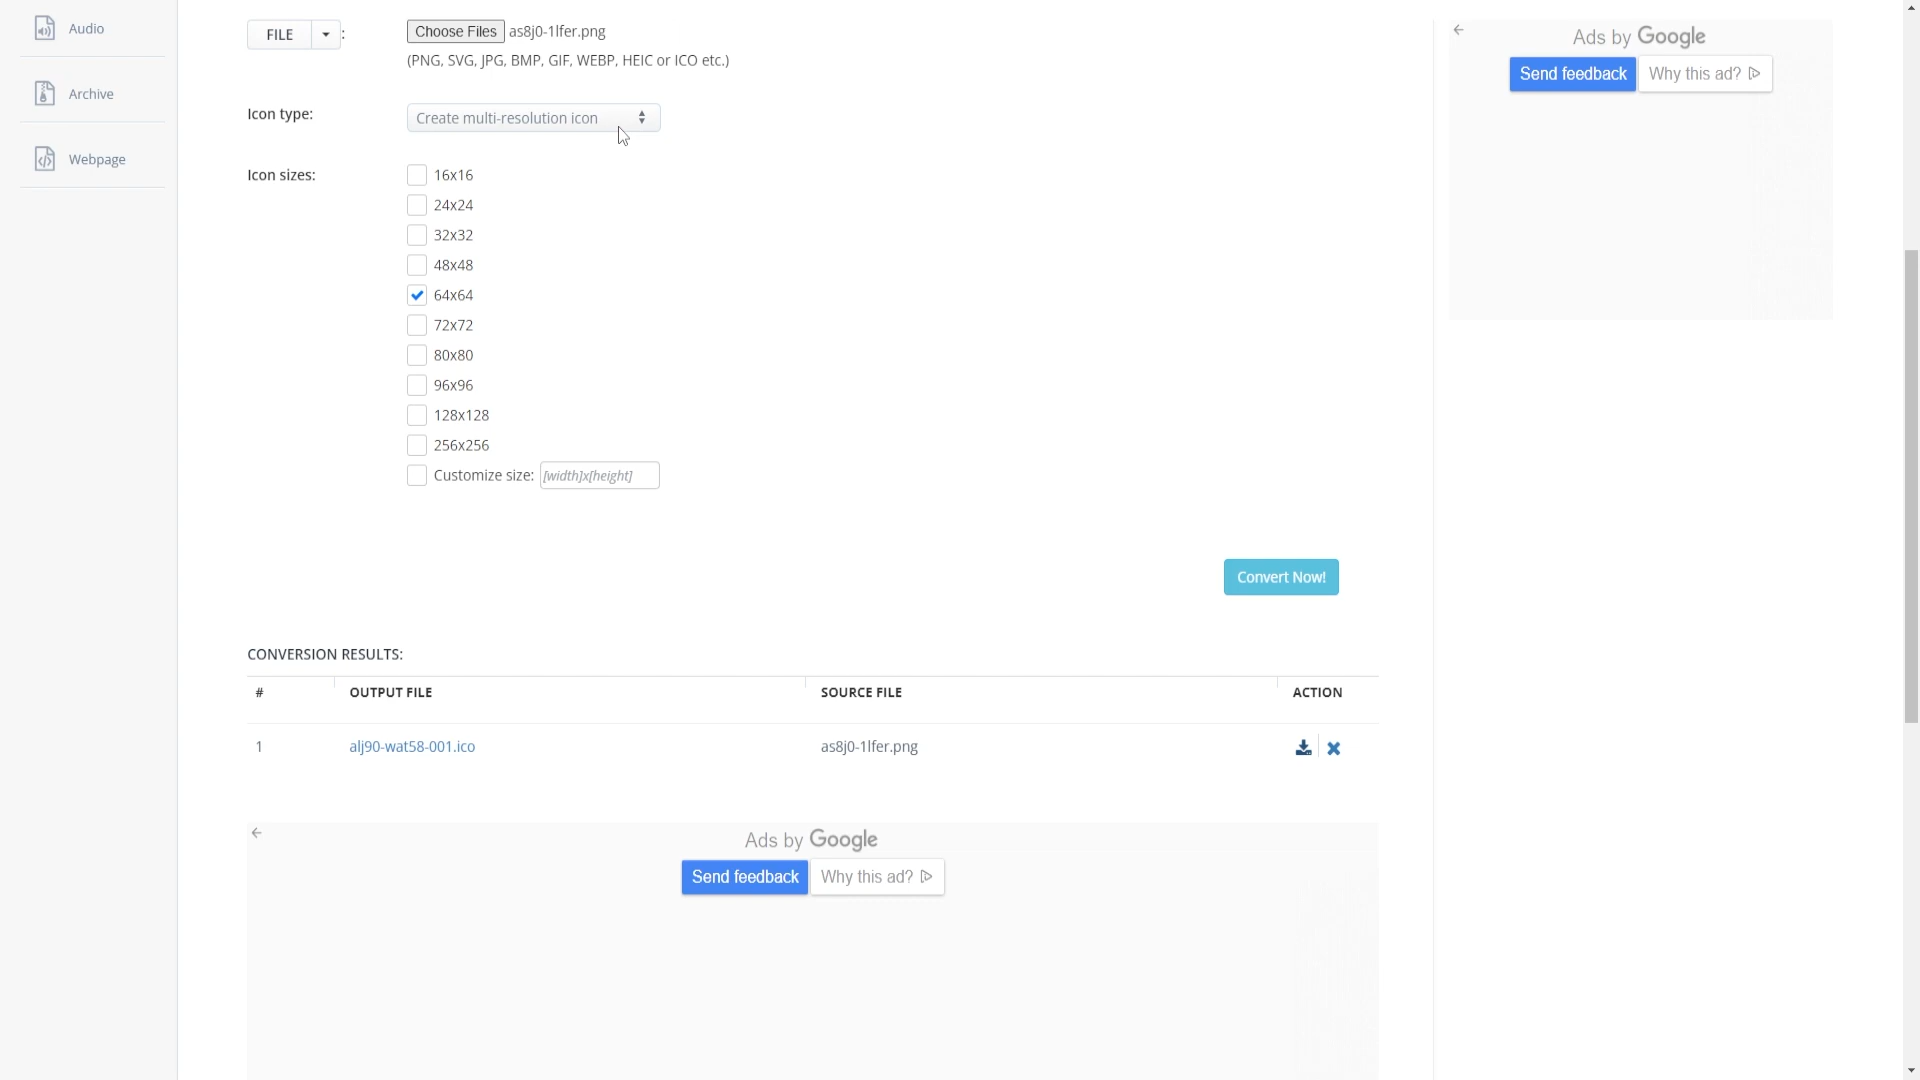 Audio
Archive
Webpage
FILE :
Choose Files as8j0-1lfer.png
(PNG, SVG, JPG, BMP, GIF, WEBP, HEIC or ICO etc.)
Icon type:
Create multi-resolution icon
Icon sizes:
16x16
24x24
32x32
48x48
64x64
72x72
80x80
96x96
128x128
256x256
Customize size: [width]x[height]
Convert Now!
CONVERSION RESULTS:
# OUTPUT FILE SOURCE FILE ACTION
1 alj90-wat58-001.ico as8j0-1lfer.png
Ads by Google
Send feedback Why this ad?
Ads by Google
Send feedback Why this ad?